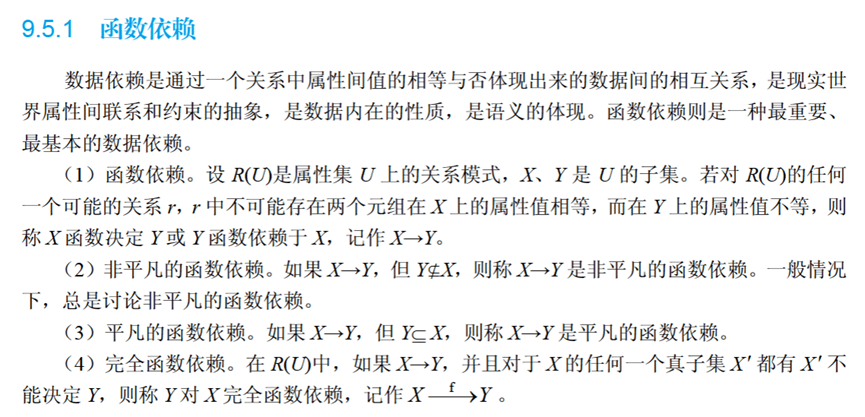 9.5.1 函数依赖
数据依赖是通过一个关系中属性间值的相等与否体现出来的数据间的相互关系，是现实世
界属性间联系和约束的抽象，是数据内在的性质，是语义的体现。函数依赖则是一种最重要、
最基本的数据依赖。
（1）函数依赖。设 R(U)是属性集 U 上的关系模式，X、Y 是 U 的子集。若对 R(U)的任何
一个可能的关系 r，r 中不可能存在两个元组在 X 上的属性值相等，而在 Y 上的属性值不等，则
称 X 函数决定 Y 或 Y 函数依赖于 X，记作 X→Y。
（2）非平凡的函数依赖。如果 X→Y，但 Y⊈X，则称 X→Y 是非平凡的函数依赖。一般情况
下，总是讨论非平凡的函数依赖。
（3）平凡的函数依赖。如果 X→Y，但 Y⊆X，则称 X→Y 是平凡的函数依赖。
（4）完全函数依赖。在 R(U)中，如果 X→Y，并且对于 X 的任何一个真子集 X′ 都有 X′ 不
能决定 Y，则称 Y 对 X 完全函数依赖，记作 X —f→ Y 。